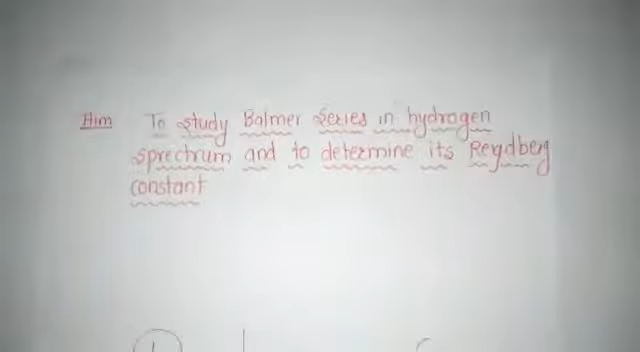 Aim To study Balmer Series in hydrogen
sprectrum and to determine its Reydberg
constant